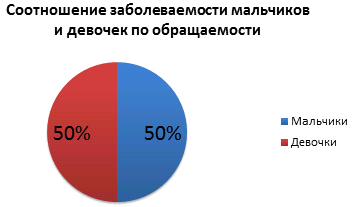 Соотношение заболеваемости мальчиков
и девочек по обращаемости
50%
50%
Мальчики
Девочки